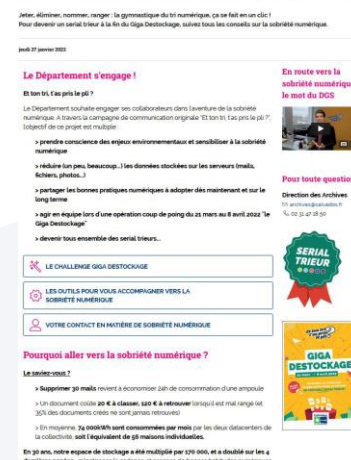 Jeter, éliminer, nommer, ranger : la gymnastique du tri numérique, ça se fait en un clic !
Pour devenir un serial trieur à la fin du Giga Destockage, suivez tous les conseils sur la sobriété numérique.
jeudi 27 janvier 2022
Le Département s'engage !
Et ton tri, t'as pris le pli ?
Le Département souhaite engager ses collaborateurs dans l'aventure de la sobriété
numérique. A travers la campagne de communication originale "Et ton tri, t'as pris le pli ?",
l'objectif de ce projet est multiple :
> prendre conscience des enjeux environnementaux et sensibiliser à la sobriété
numérique
> réduire (un peu, beaucoup...) les données stockées sur les serveurs (mails,
fichiers, photos...)
> partager les bonnes pratiques numériques à adopter dès maintenant et sur le
long terme
> agir en équipe lors d'une opération coup de poing du 21 mars au 8 avril 2022 "le
Giga Destockage"
> devenir tous ensemble des serial trieurs...
LE CHALLENGE GIGA DESTOCKAGE
LES OUTILS POUR VOUS ACCOMPAGNER VERS LA
SOBRIÉTÉ NUMÉRIQUE
VOTRE CONTACT EN MATIÈRE DE SOBRIÉTÉ NUMÉRIQUE
Pourquoi aller vers la sobriété numérique ?
Le saviez-vous ?
> Supprimer 30 mails revient à économiser 24h de consommation d'une ampoule
> Un document coûte 20 € à classer, 120 € à retrouver lorsqu'il est mal rangé (et
35% des documents créés ne sont jamais retrouvés)
> En moyenne, 74 000kWh sont consommées par mois par les deux datacenters de
la collectivité, soit l'équivalent de 56 maisons individuelles.
En 30 ans, notre espace de stockage a été multiplié par 170 000, et a doublé sur les 4
En route vers la
sobriété numérique
le mot du DGS
Pour toute question
Direction des Archives
archives@calvados.fr
02 31 47 18 50
SERIAL
TRIEUR
GIGA
DESTOCKAGE